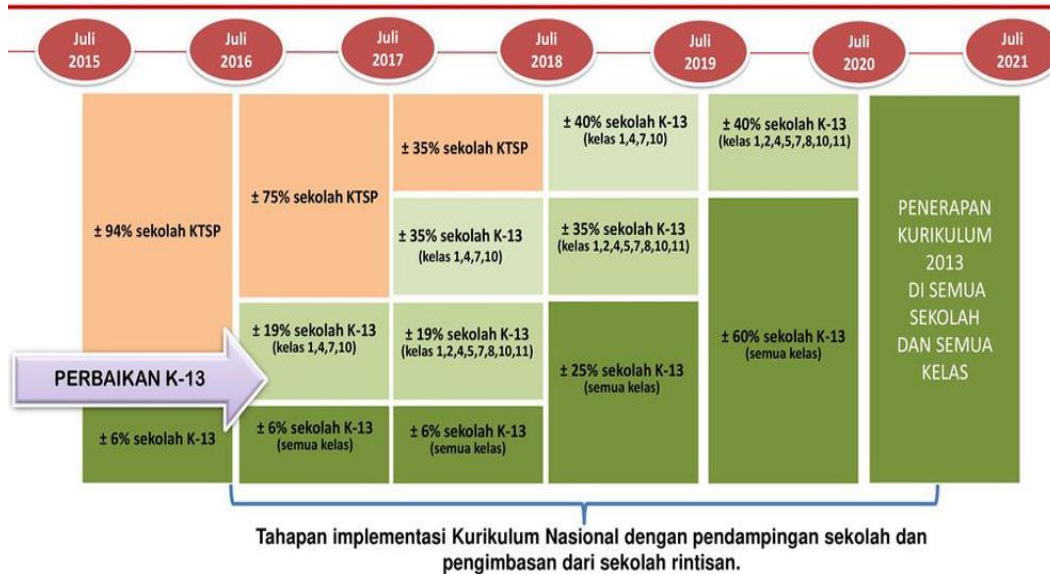 Juli
2015
Juli
2016
Juli
2017
Juli
2018
Juli
2019
Juli
2020
Juli
2021
± 94% sekolah KTSP
PERBAIKAN K-13
± 6% sekolah K-13
± 75% sekolah KTSP
± 19% sekolah K-13
(kelas 1,4,7,10)
± 6% sekolah K-13
(semua kelas)
± 35% sekolah KTSP
± 35% sekolah K-13
(kelas 1,4,7,10)
± 19% sekolah K-13
(kelas 1,2,4,5,7,8,10,11)
± 6% sekolah K-13
(semua kelas)
± 40% sekolah K-13
(kelas 1,4,7,10)
± 35% sekolah K-13
(kelas 1,2,4,5,7,8,10,11)
± 25% sekolah K-13
(semua kelas)
± 40% sekolah K-13
(kelas 1,2,4,5,7,8,10,11)
± 60% sekolah K-13
(semua kelas)
PENERAPAN
KURIKULUM
2013
DI SEMUA
SEKOLAH
DAN SEMUA
KELAS
Tahapan implementasi Kurikulum Nasional dengan pendampingan sekolah dan
pengimbasan dari sekolah rintisan.